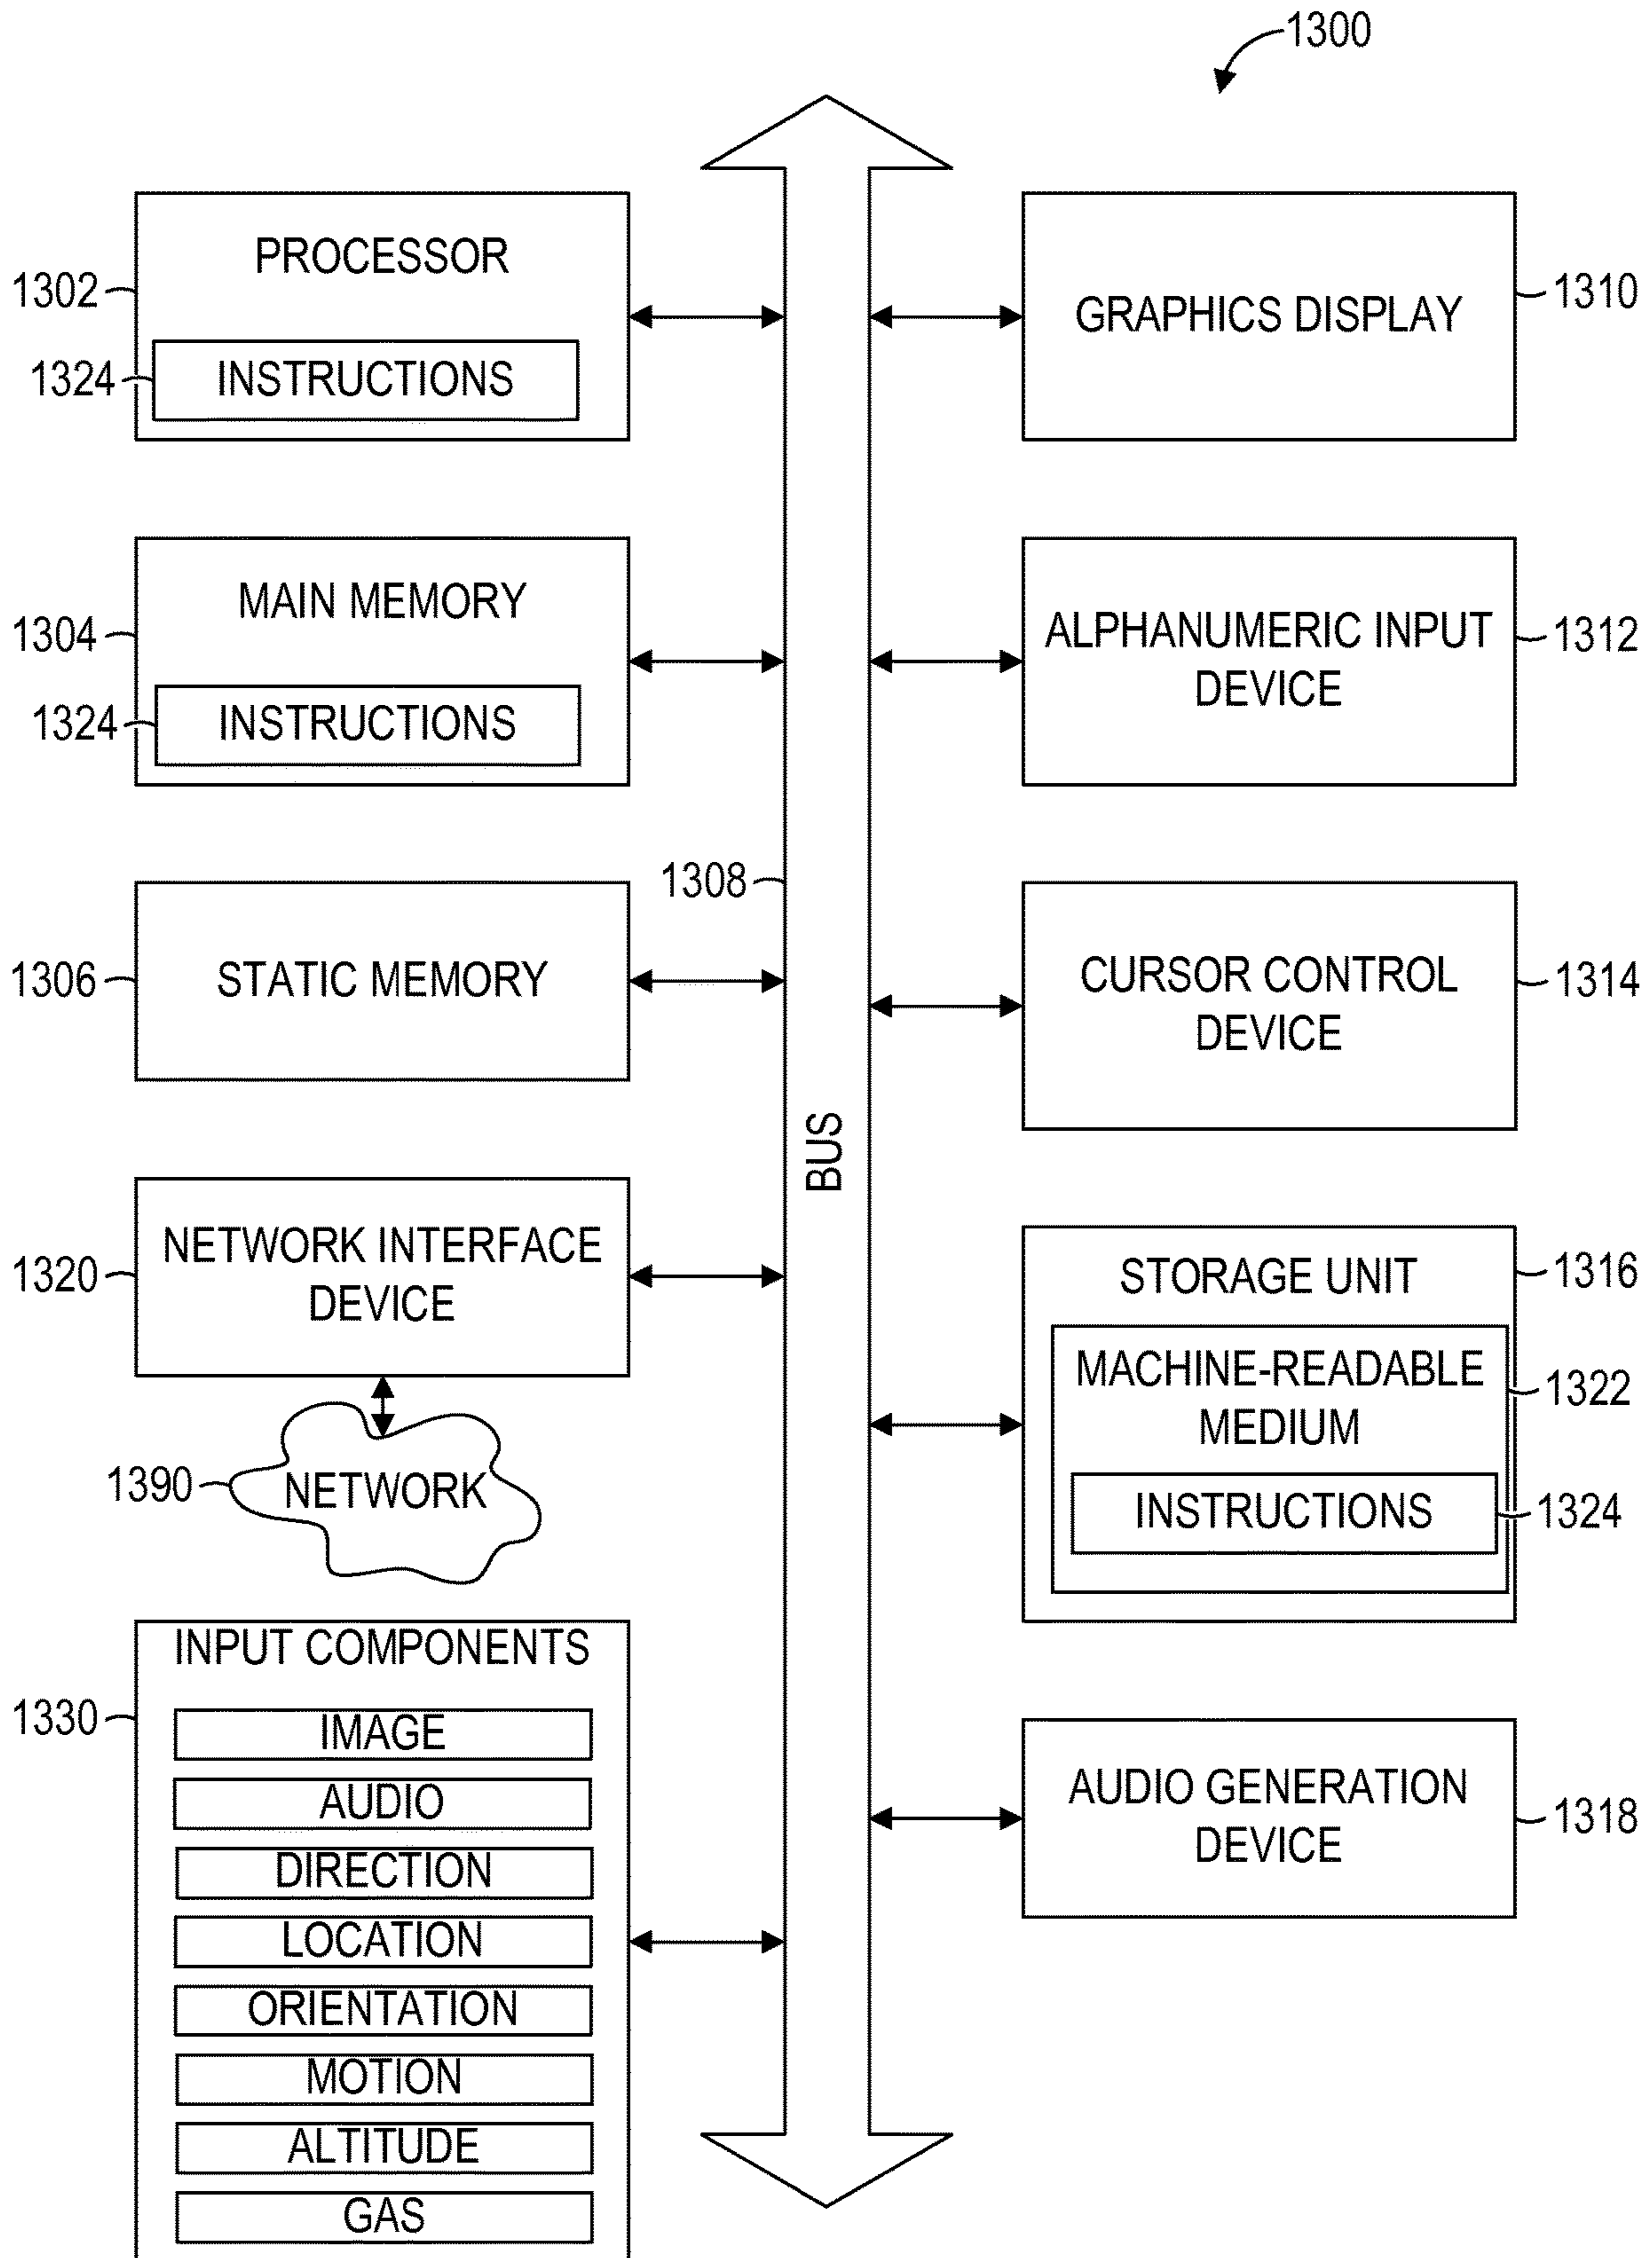 1300
PROCESSOR
1302
1324
INSTRUCTIONS
MAIN MEMORY
1304
1324
INSTRUCTIONS
1308
1306
STATIC MEMORY
NETWORK INTERFACE
DEVICE
1320
1390
NETWORK
INPUT COMPONENTS
1330
IMAGE
AUDIO
DIRECTION
LOCATION
ORIENTATION
MOTION
ALTITUDE
GAS
BUS
GRAPHICS DISPLAY
1310
ALPHANUMERIC INPUT
DEVICE
1312
CURSOR CONTROL
DEVICE
1314
STORAGE UNIT
1316
MACHINE-READABLE
MEDIUM
1322
INSTRUCTIONS
1324
AUDIO GENERATION
DEVICE
1318